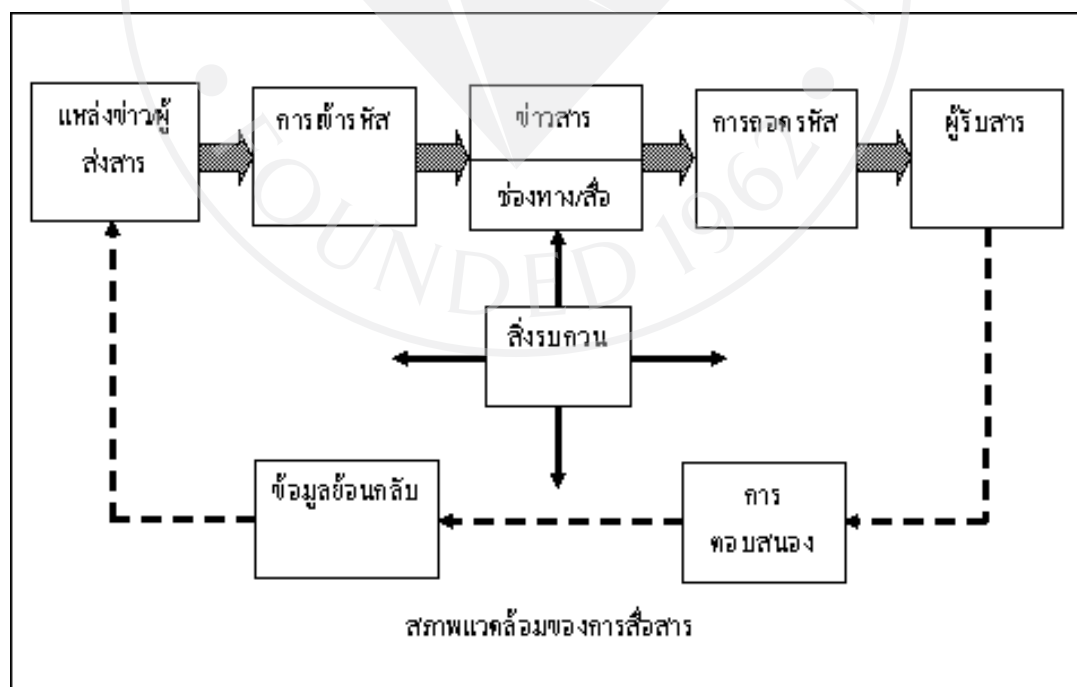 แหล่งข่าว/ผู้
ส่งสาร
การเข้ารหัส
ข่าวสาร
ช่องทาง/สื่อ
การถอดรหัส
ผู้รับสาร
FOUNDED 1962
สิ่งรบกวน
ข้อมูลย้อนกลับ
การ
ตอบสนอง
สภาพแวดล้อมของการสื่อสาร